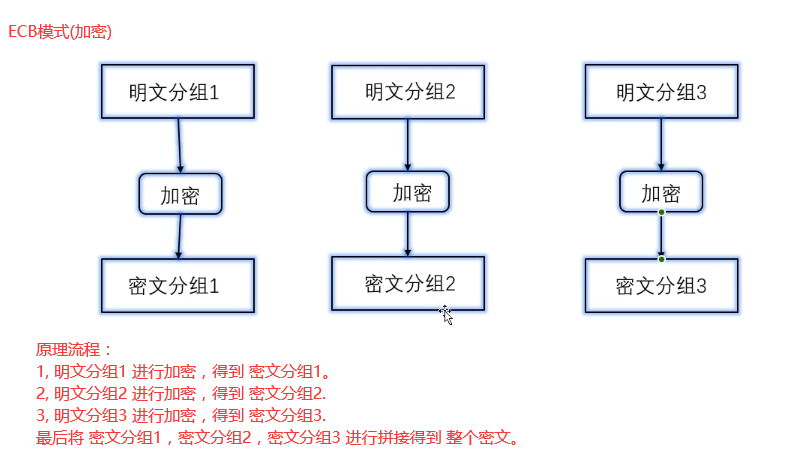 ECB模式(加密)
明文分组1 明文分组2 明文分组3
加密 加密 加密
密文分组1 密文分组2 密文分组3
原理流程：
1, 明文分组1 进行加密，得到 密文分组1。
2, 明文分组2 进行加密，得到 密文分组2.
3, 明文分组3 进行加密，得到 密文分组3.
最后将 密文分组1，密文分组2，密文分组3 进行拼接得到 整个密文。